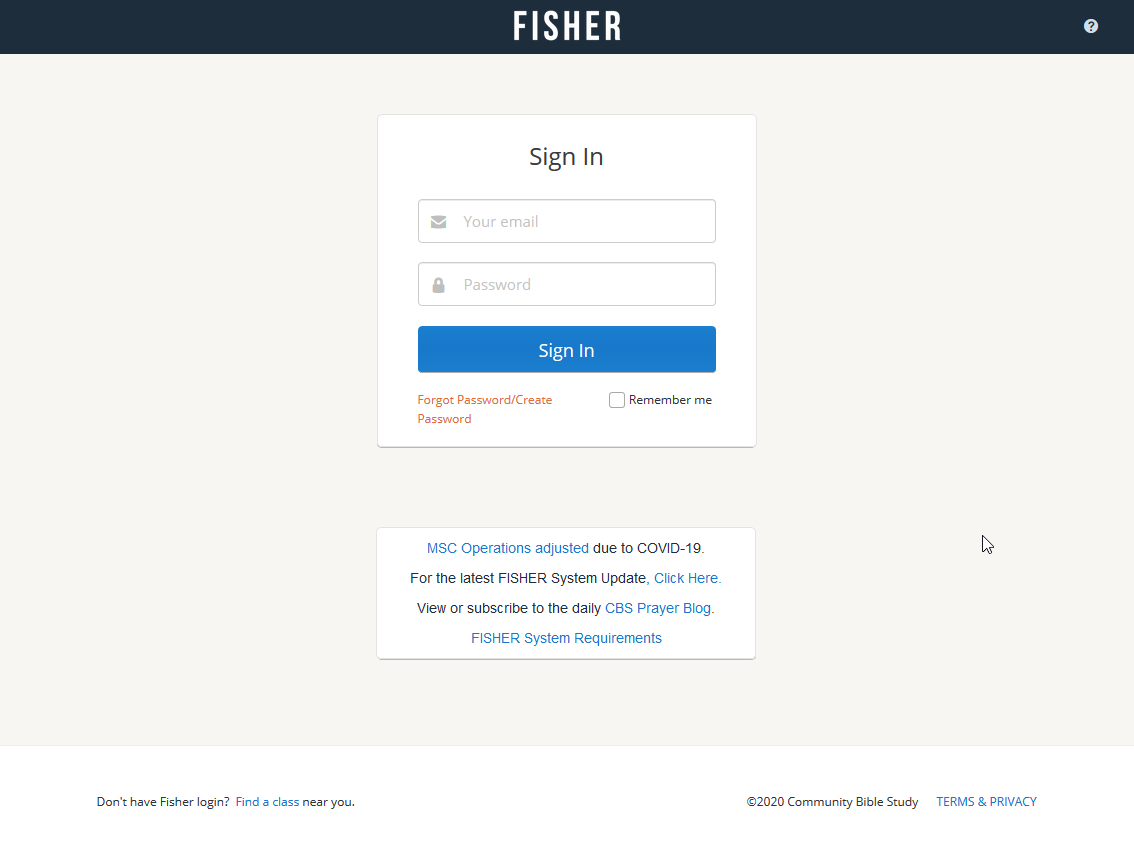 FISHER
?
Sign In
Your email
Password
Sign In
Forgot Password/Create
Password
Remember me
MSC Operations adjusted due to COVID-19.
For the latest FISHER System Update, Click Here.
View or subscribe to the daily CBS Prayer Blog.
FISHER System Requirements
Don't have Fisher login? Find a class near you.
©2020 Community Bible Study TERMS & PRIVACY